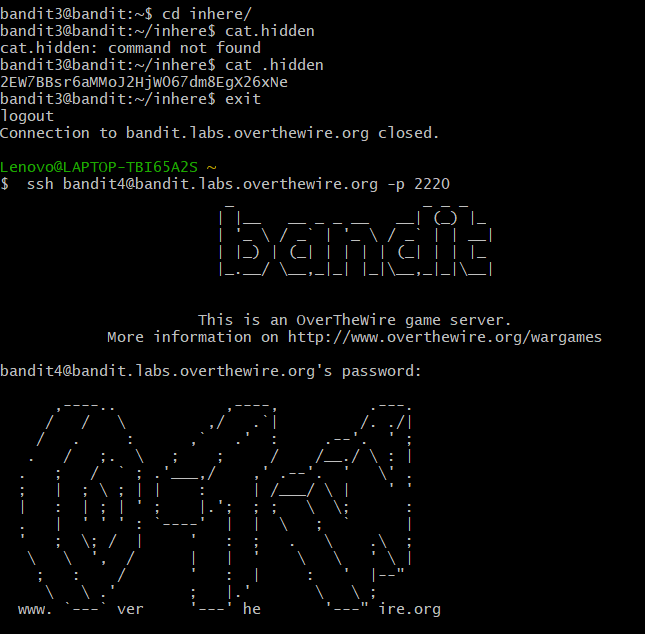 bandit3@bandit:~$ cd inhere/
bandit3@bandit:~/inhere$ cat.hidden
cat.hidden: command not found
bandit3@bandit:~/inhere$ cat .hidden
2EW7BBsr6aMMoJ2HjW067dm8EgX26xNe
bandit3@bandit:~/inhere$ exit
logout
Connection to bandit.labs.overthewire.org closed.
Lenovo@LAPTOP-TBI65A2S ~
$ ssh bandit4@bandit.labs.overthewire.org -p 2220
bandit
This is an OverTheWire game server.
More information on http://www.overthewire.org/wargames
bandit4@bandit.labs.overthewire.org's password:
www. ver he ire.org